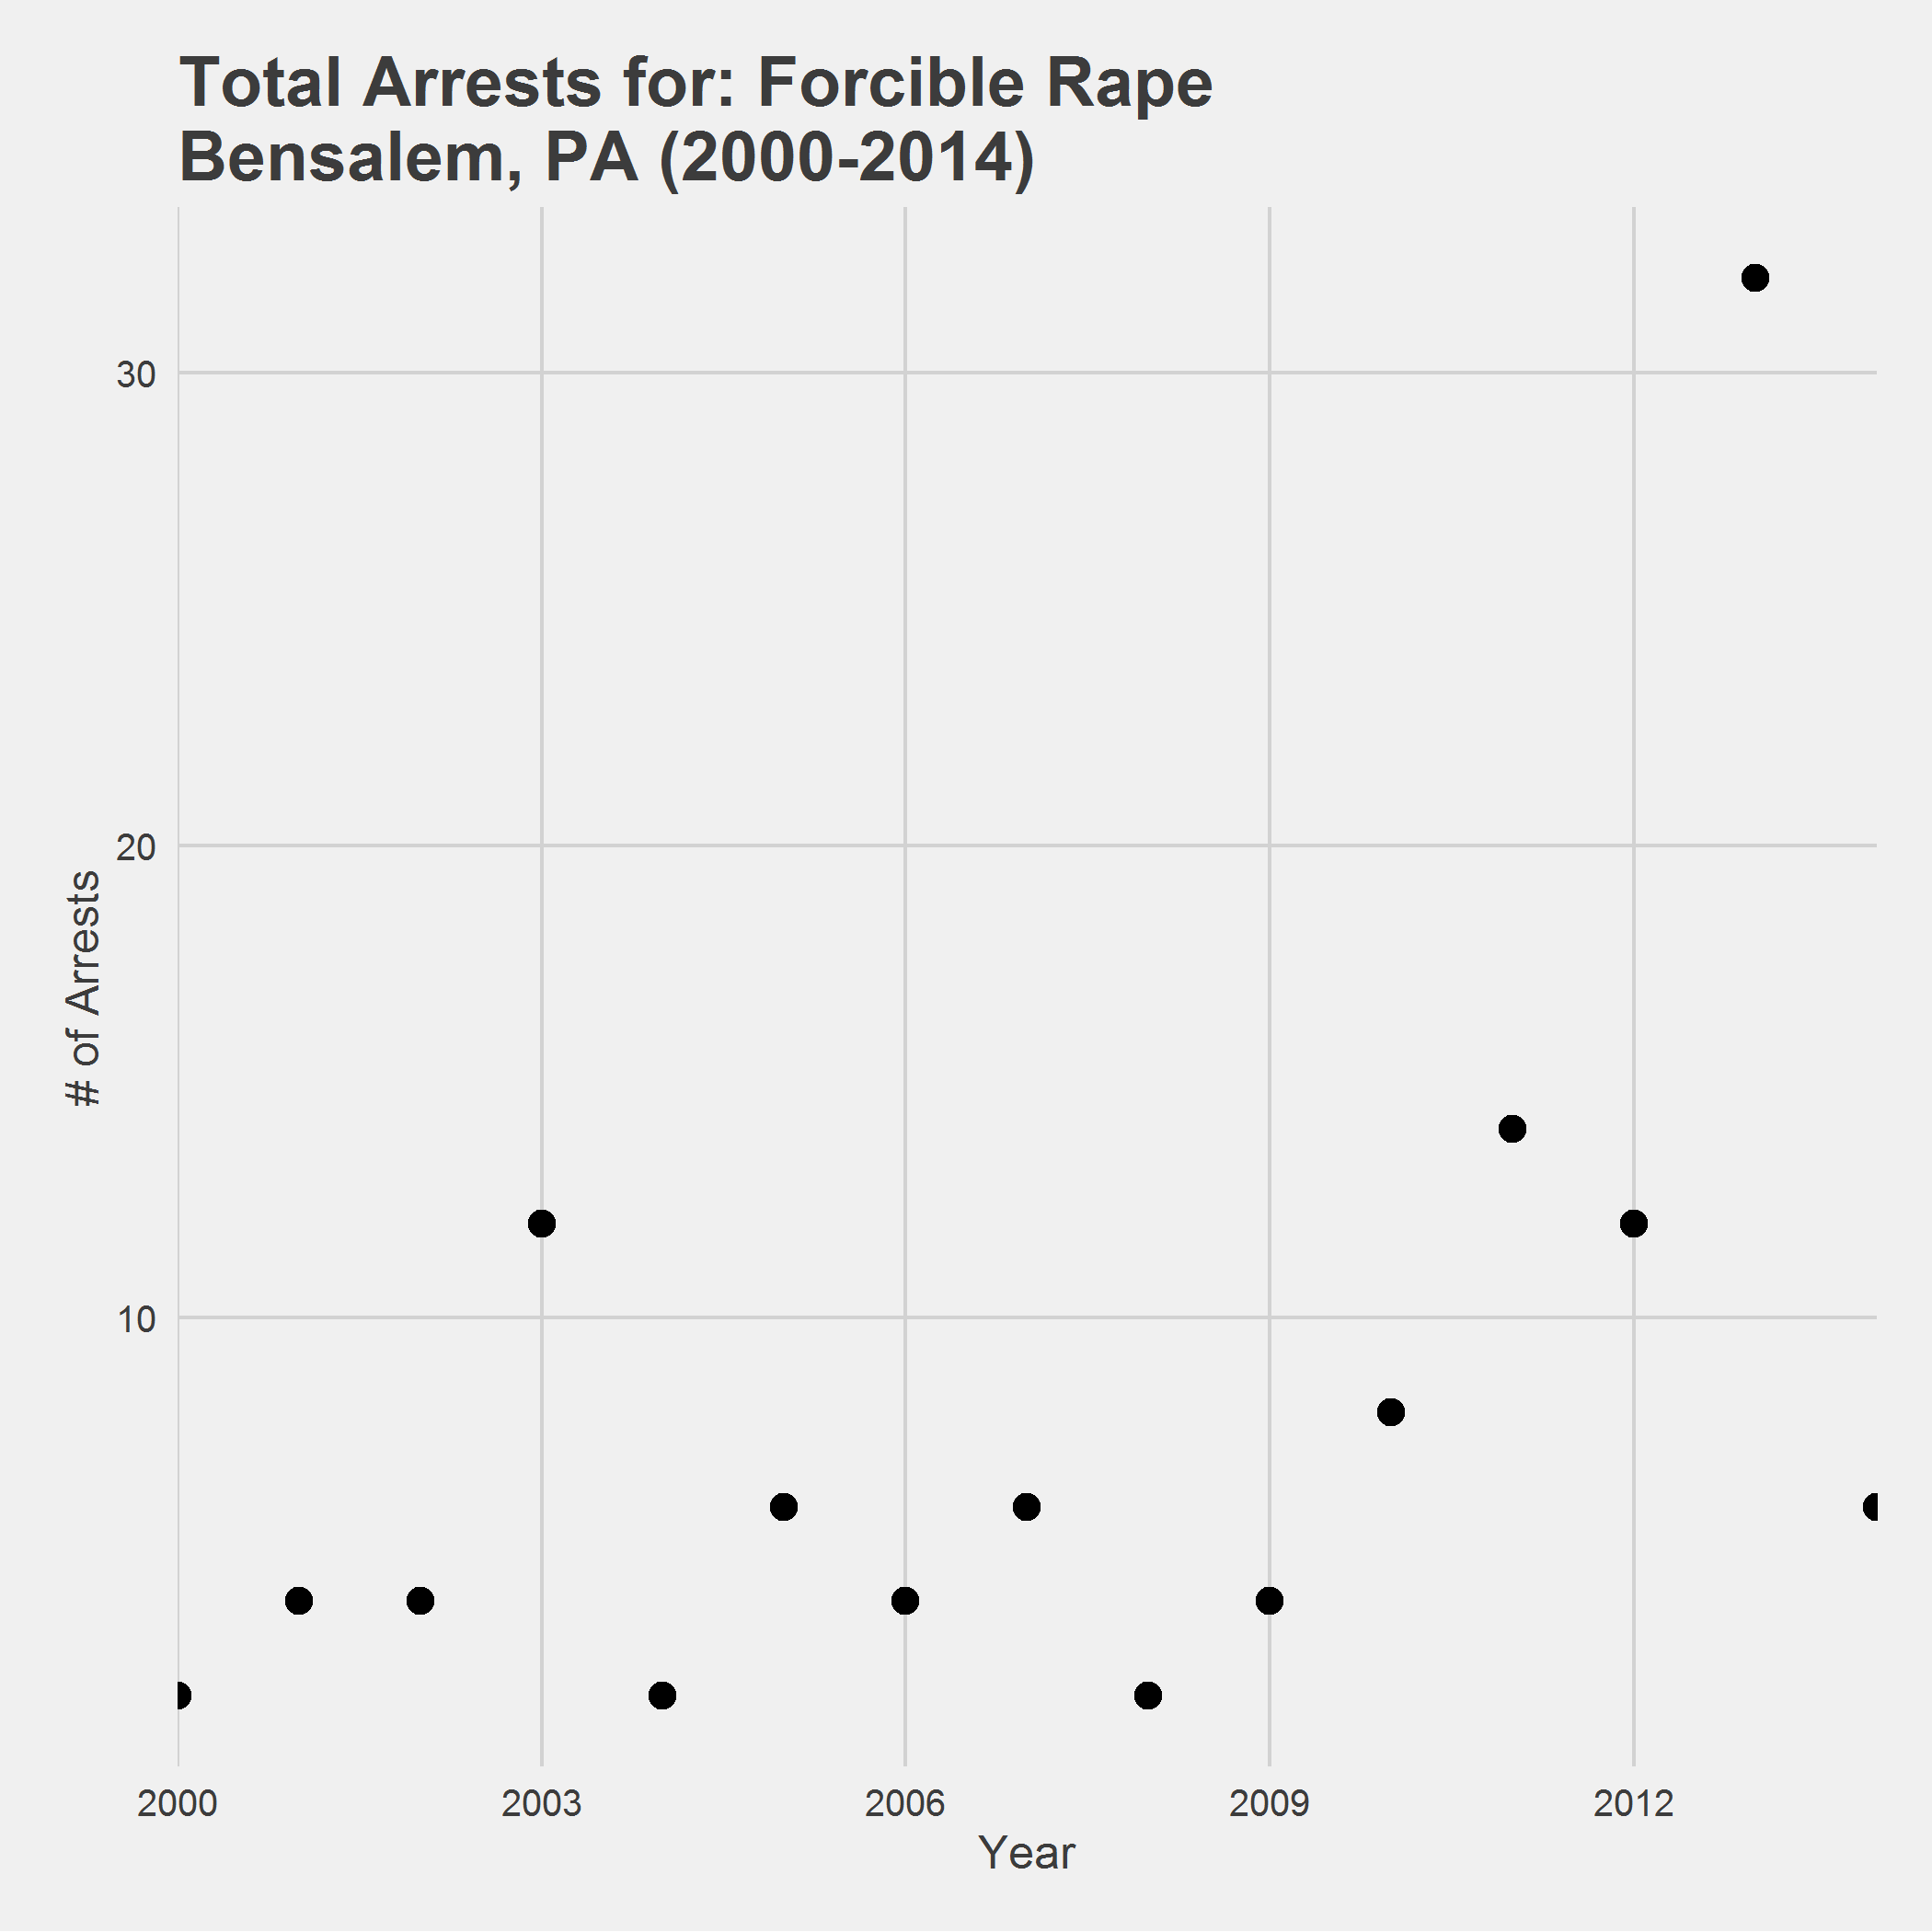 Total Arrests for: Forcible Rape
Bensalem, PA (2000-2014)
30
20
10
# of Arrests
2000 2003 2006 2009 2012
Year